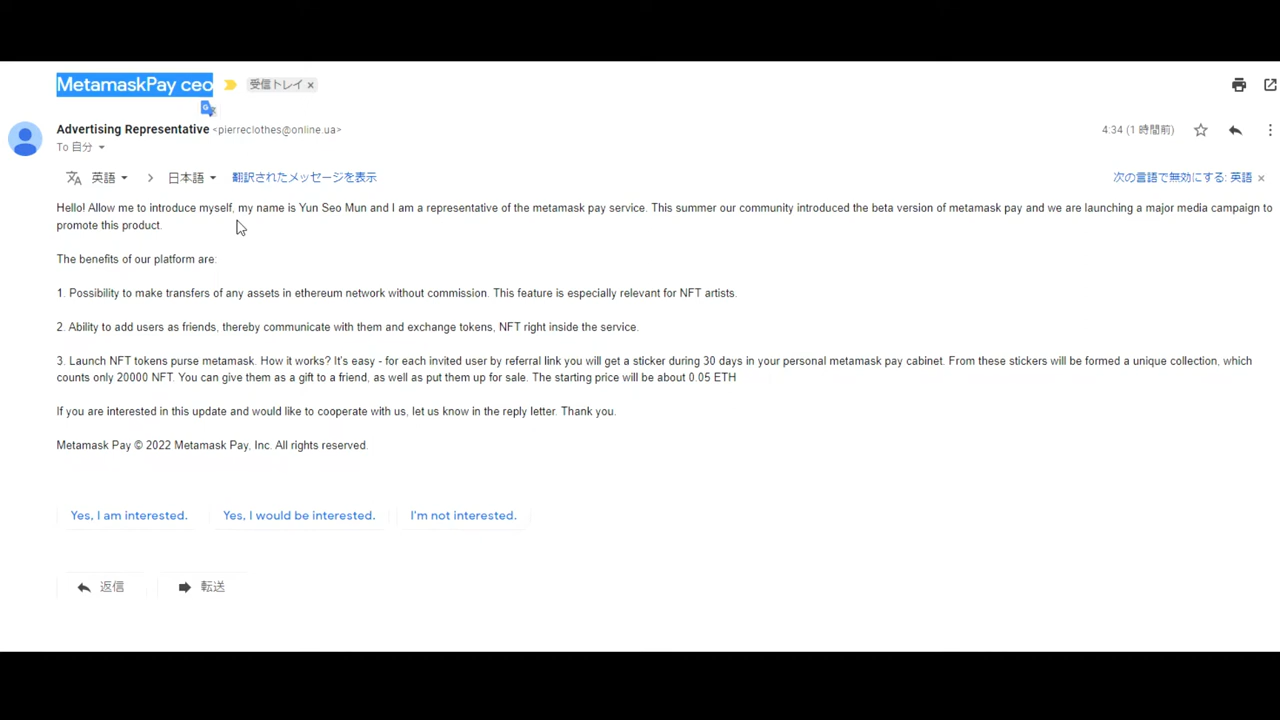 MetamaskPay ceo 受信トレイ ×
Advertising Representative <pierreclothes@online.ua> 4:34 (1 時間前)
To 自分
英語 > 日本語 翻訳されたメッセージを表示 次の言語で無効にする: 英語 ×
Hello! Allow me to introduce myself, my name is Yun Seo Mun and I am a representative of the metamask pay service. This summer our community introduced the beta version of metamask pay and we are launching a major media campaign to
promote this product.
The benefits of our platform are:
1. Possibility to make transfers of any assets in ethereum network without commission. This feature is especially relevant for NFT artists.
2. Ability to add users as friends, thereby communicate with them and exchange tokens, NFT right inside the service.
3. Launch NFT tokens purse metamask. How it works? It's easy - for each invited user by referral link you will get a sticker during 30 days in your personal metamask pay cabinet. From these stickers will be formed a unique collection, which
counts only 20000 NFT. You can give them as a gift to a friend, as well as put them up for sale. The starting price will be about 0.05 ETH
If you are interested in this update and would like to cooperate with us, let us know in the reply letter. Thank you.
Metamask Pay © 2022 Metamask Pay, Inc. All rights reserved.
Yes, I am interested. Yes, I would be interested. I'm not interested.
返信 転送